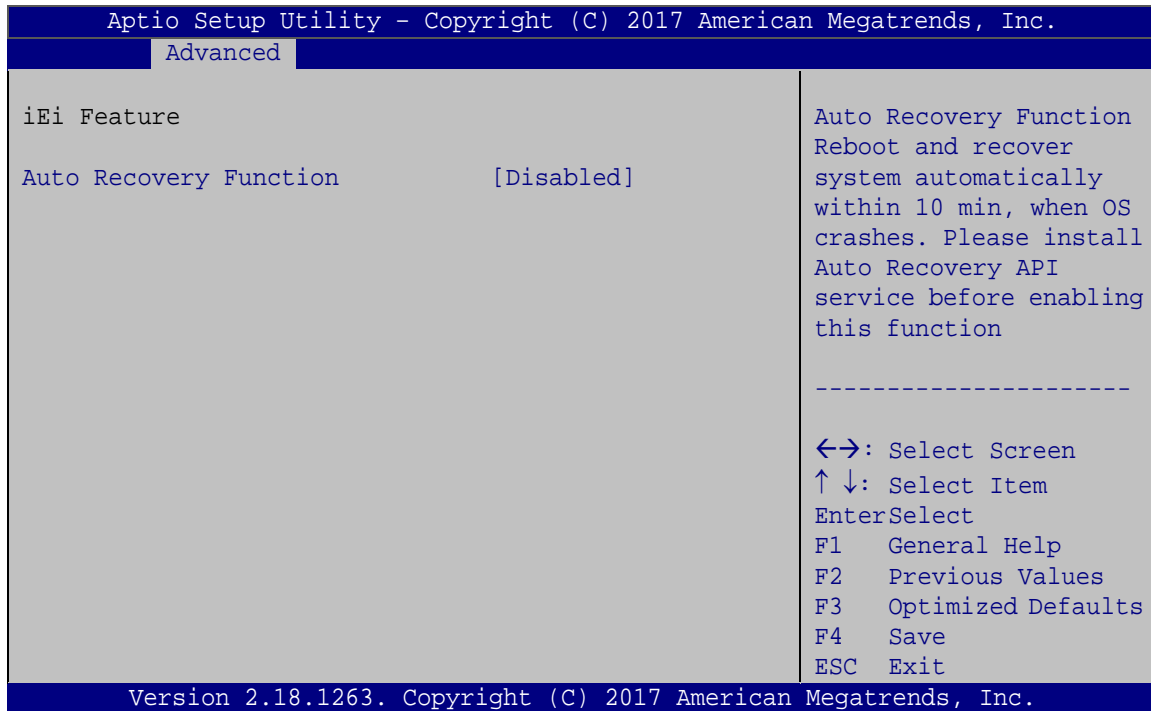 Aptio Setup Utility – Copyright (C) 2017 American Megatrends, Inc.
Advanced
iEi Feature
Auto Recovery Function [Disabled]
Auto Recovery Function
Reboot and recover
system automatically
within 10 min, when OS
crashes. Please install
Auto Recovery API
service before enabling
this function
----------------------
←→: Select Screen
↑ ↓: Select Item
EnterSelect
F1 General Help
F2 Previous Values
F3 Optimized Defaults
F4 Save
ESC Exit
Version 2.18.1263. Copyright (C) 2017 American Megatrends, Inc.